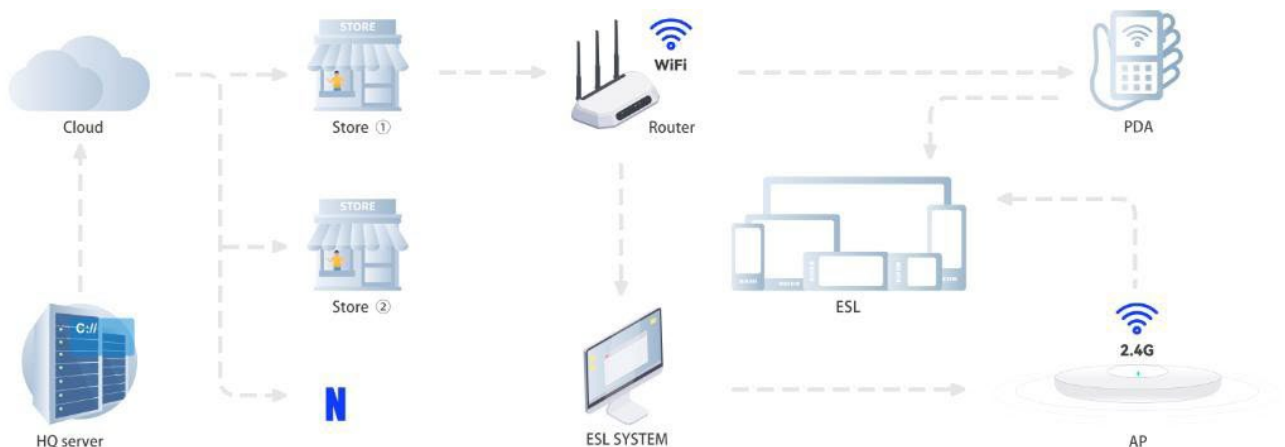 STORE
WiFi
Cloud
Store ①
Router
PDA
STORE
Store ②
ESL
C://
2.4G
N
HQ server
ESL SYSTEM
AP